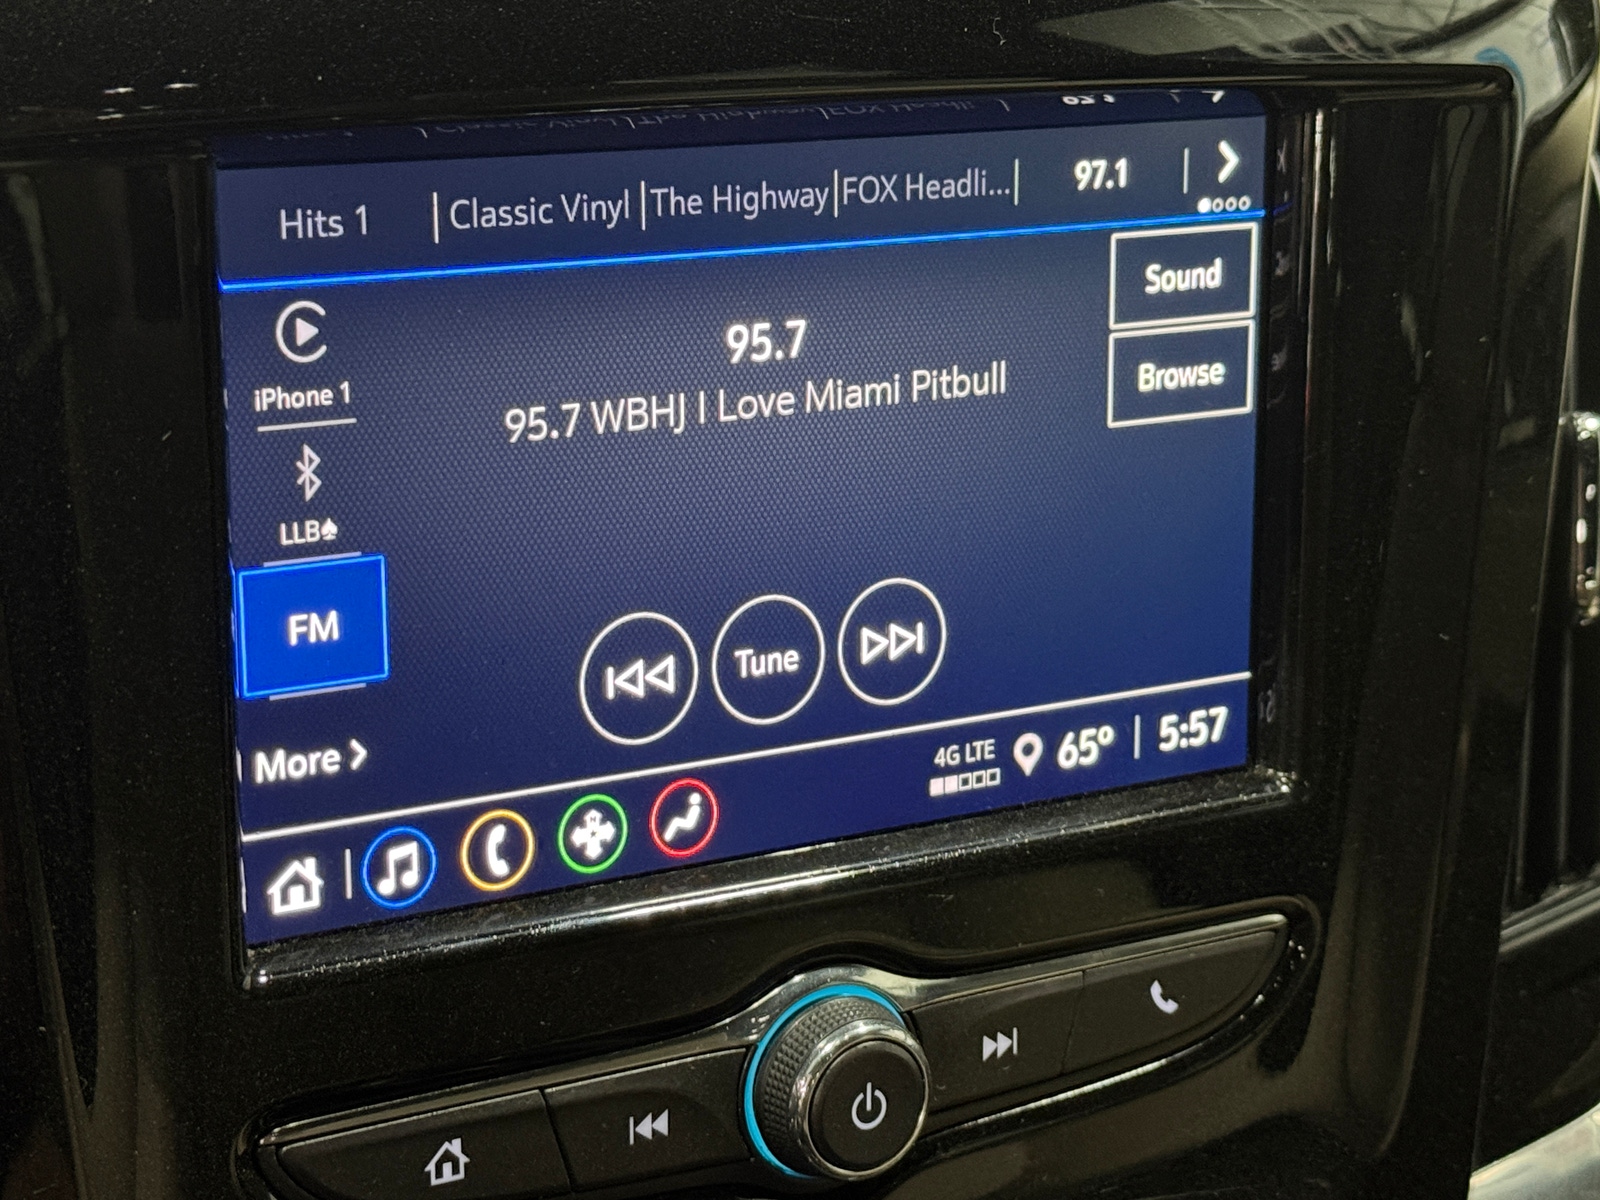 Hits 1 | Classic Vinyl | The Highway | FOX Headli... | 97.1 |
Sound
iPhone 1
95.7
95.7 WBHJ I Love Miami Pitbull
Browse
LLB♠
FM
Tune
More
4G LTE
65° | 5:57